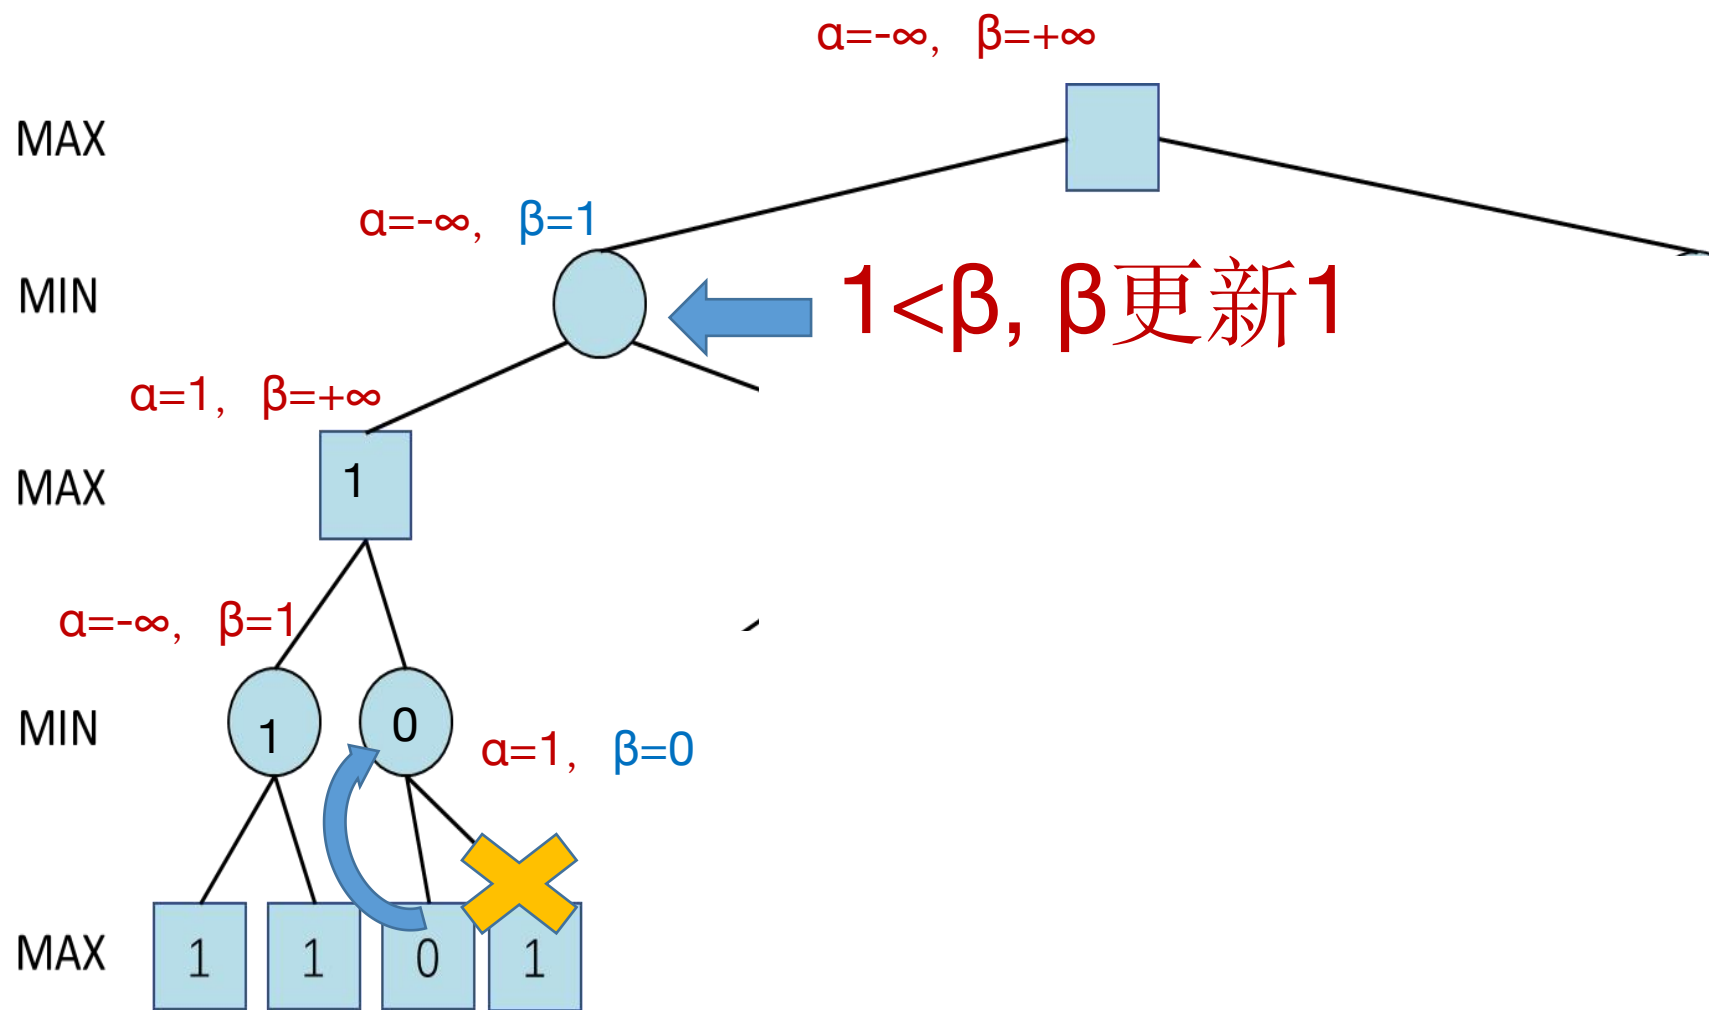 α=-∞, β=+∞
MAX
α=-∞, β=1
MIN
1<β, β更新1
α=1, β=+∞
MAX
1
α=-∞, β=1
MIN
1
0
α=1, β=0
MAX
1
1
0
1